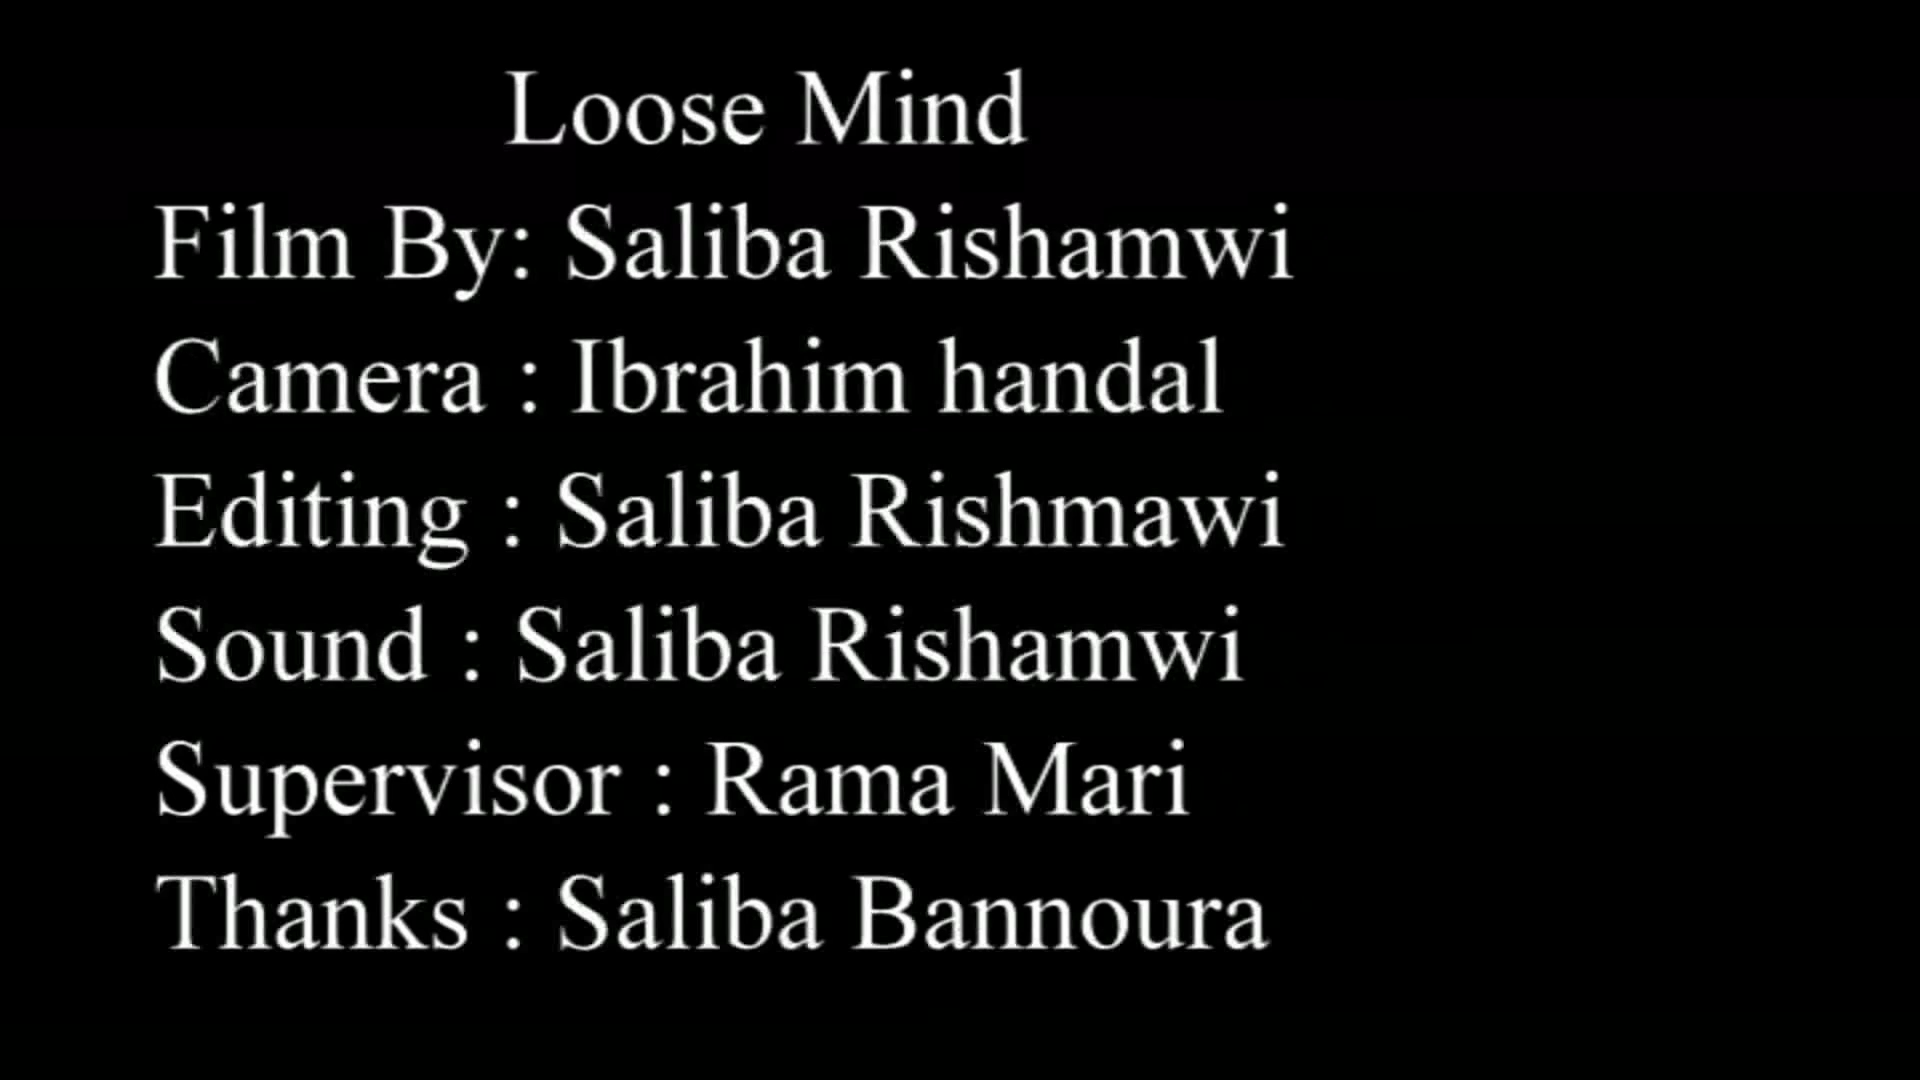 Loose Mind
Film By: Saliba Rishamwi
Camera : Ibrahim handal
Editing : Saliba Rishmawi
Sound : Saliba Rishamwi
Supervisor : Rama Mari
Thanks : Saliba Bannoura